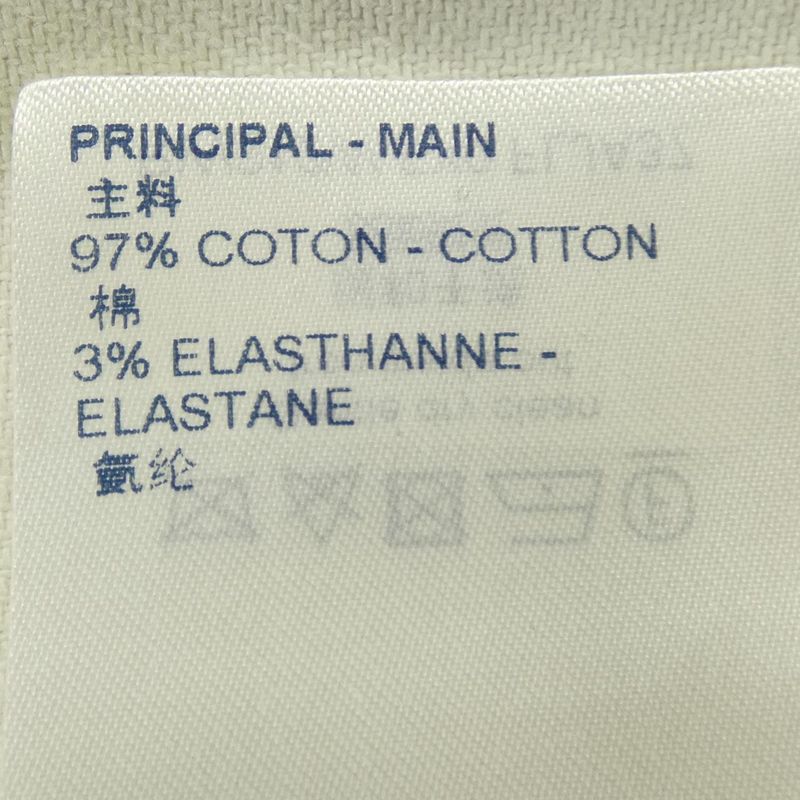 PRINCIPAL - MAIN
主料
97% COTON - COTTON
棉
3% ELASTHANNE -
ELASTANE
氨纶